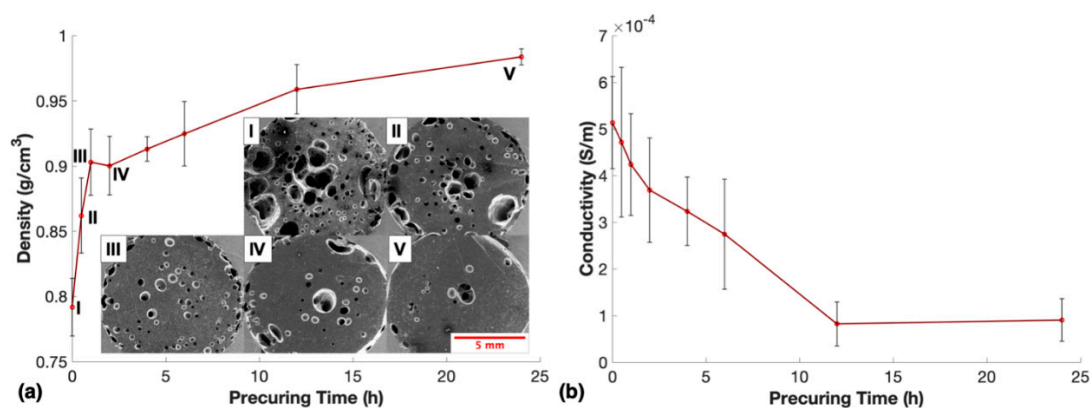 1
0.95
0.9
0.85
0.8
0.75
Density (g/cm³)
0 5 10 15 20 25
Precuring Time (h)
(a)
I
II
III
IV
V
I
II
III
IV
V
5 mm
7 ×10⁻⁴
6
5
4
3
2
1
0
Conductivity (S/m)
0 5 10 15 20 25
Precuring Time (h)
(b)